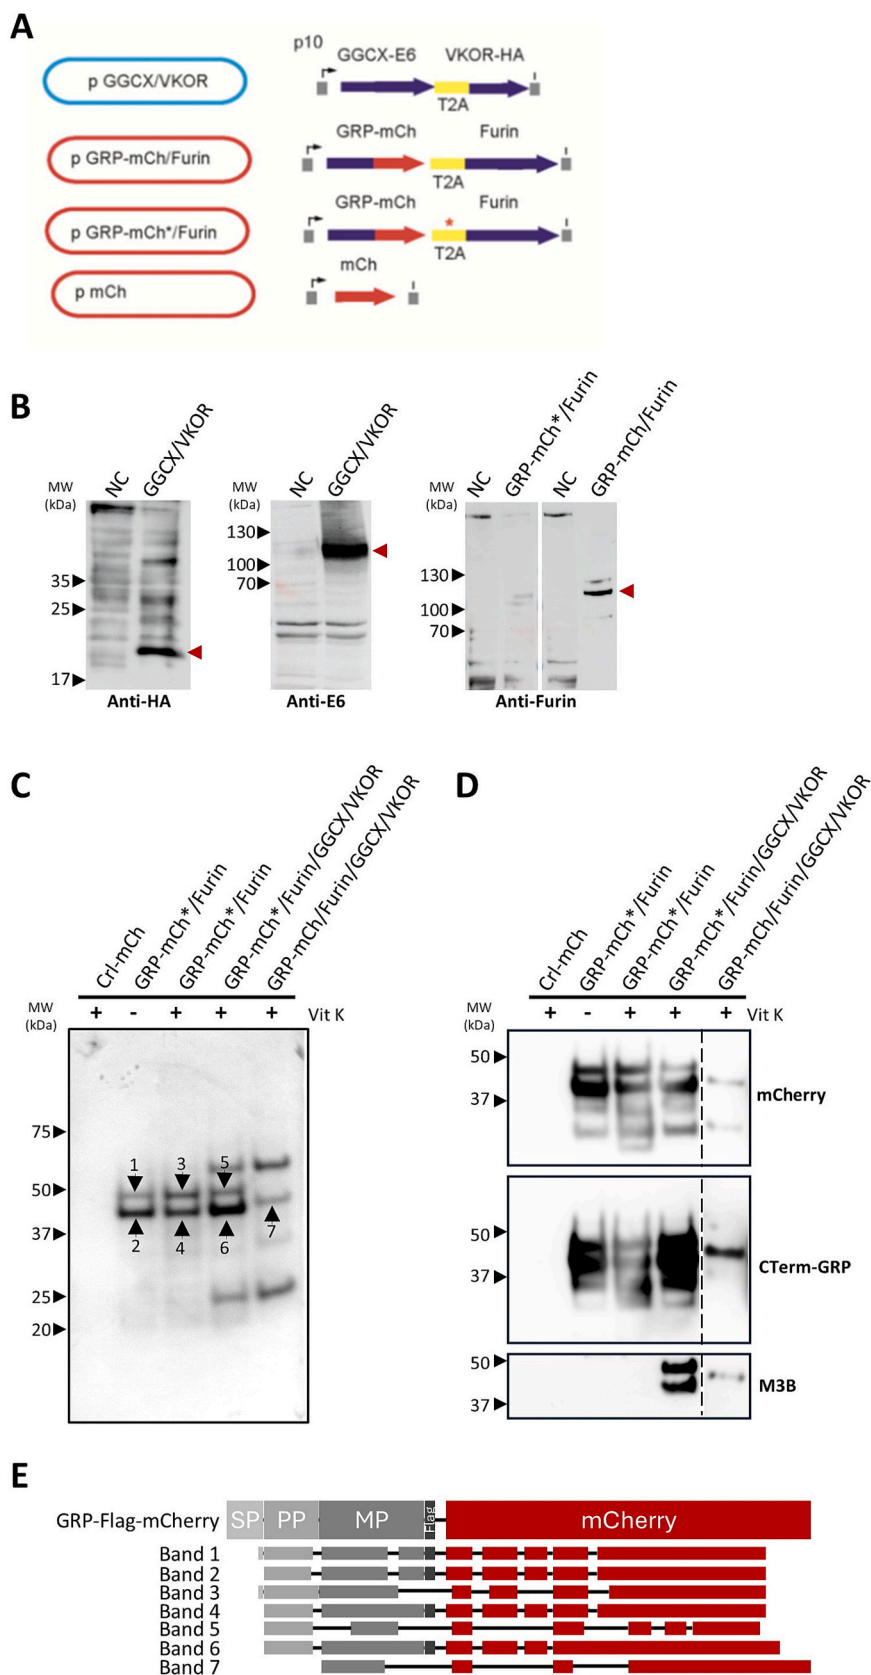 A
p10
GGCX-E6 VKOR-HA
p GGCX/VKOR
T2A
GRP-mCh Furin
p GRP-mCh/Furin
T2A
GRP-mCh Furin
p GRP-mCh*/Furin
*
T2A
mCh
p mCh
B
MW
(kDa)
NC
GGCX/VKOR
35
25
17
Anti-HA
MW
(kDa)
NC
GGCX/VKOR
130
100
70
Anti-E6
MW
(kDa)
NC
GRP-mCh*/Furin
NC
GRP-mCh/Furin
130
100
70
Anti-Furin
C
Crl-mCh
GRP-mCh*/Furin
GRP-mCh*/Furin
GRP-mCh*/Furin/GGCX/VKOR
GRP-mCh/Furin/GGCX/VKOR
MW
(kDa)
+ - + + + Vit K
75
50
37
25
20
1 3 5
2 4 6 7
D
Crl-mCh
GRP-mCh*/Furin
GRP-mCh*/Furin
GRP-mCh*/Furin/GGCX/VKOR
GRP-mCh/Furin/GGCX/VKOR
MW
(kDa)
+ - + + + Vit K
50
37
mCherry
50
37
CTerm-GRP
50
37
M3B
E
GRP-Flag-mCherry SP PP MP Flag mCherry
Band 1
Band 2
Band 3
Band 4
Band 5
Band 6
Band 7